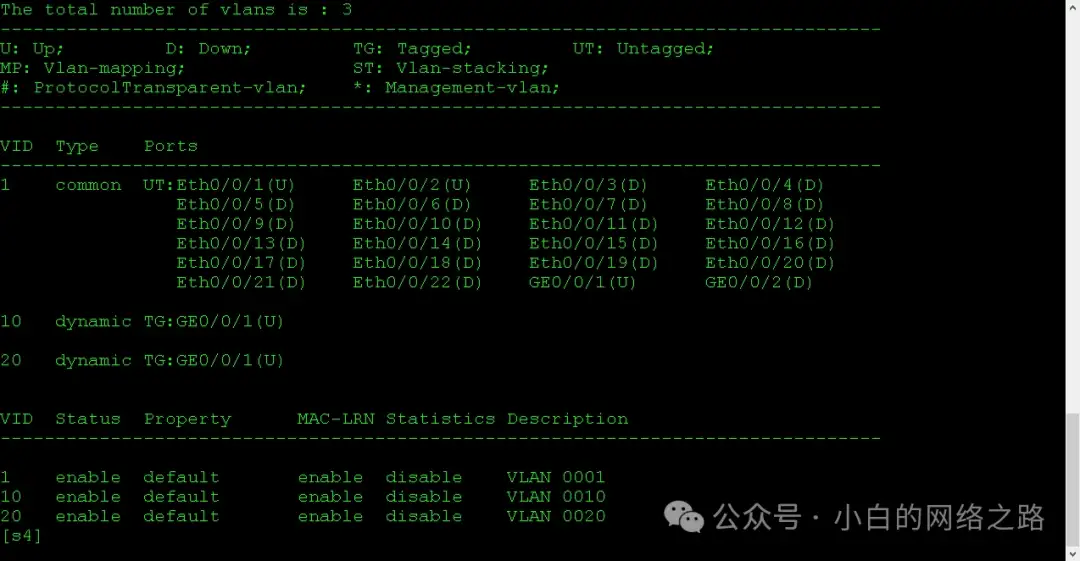 The total number of vlans is : 3
--------------------------------------------------------------------------------
U: Up;         D: Down;         TG: Tagged;         UT: Untagged;
MP: Vlan-mapping;               ST: Vlan-stacking;
#: ProtocolTransparent-vlan;    *: Management-vlan;
--------------------------------------------------------------------------------
VID  Type    Ports
--------------------------------------------------------------------------------
1    common  UT:Eth0/0/1(U)     Eth0/0/2(U)     Eth0/0/3(D)     Eth0/0/4(D)
Eth0/0/5(D)     Eth0/0/6(D)     Eth0/0/7(D)     Eth0/0/8(D)
Eth0/0/9(D)     Eth0/0/10(D)    Eth0/0/11(D)    Eth0/0/12(D)
Eth0/0/13(D)    Eth0/0/14(D)    Eth0/0/15(D)    Eth0/0/16(D)
Eth0/0/17(D)    Eth0/0/18(D)    Eth0/0/19(D)    Eth0/0/20(D)
Eth0/0/21(D)    Eth0/0/22(D)    GE0/0/1(U)      GE0/0/2(D)
10   dynamic TG:GE0/0/1(U)
20   dynamic TG:GE0/0/1(U)
VID  Status  Property      MAC-LRN Statistics Description
--------------------------------------------------------------------------------
1    enable  default       enable  disable    VLAN 0001
10   enable  default       enable  disable    VLAN 0010
20   enable  default       enable  disable    VLAN 0020
[s4]
公众号 · 小白的网络之路